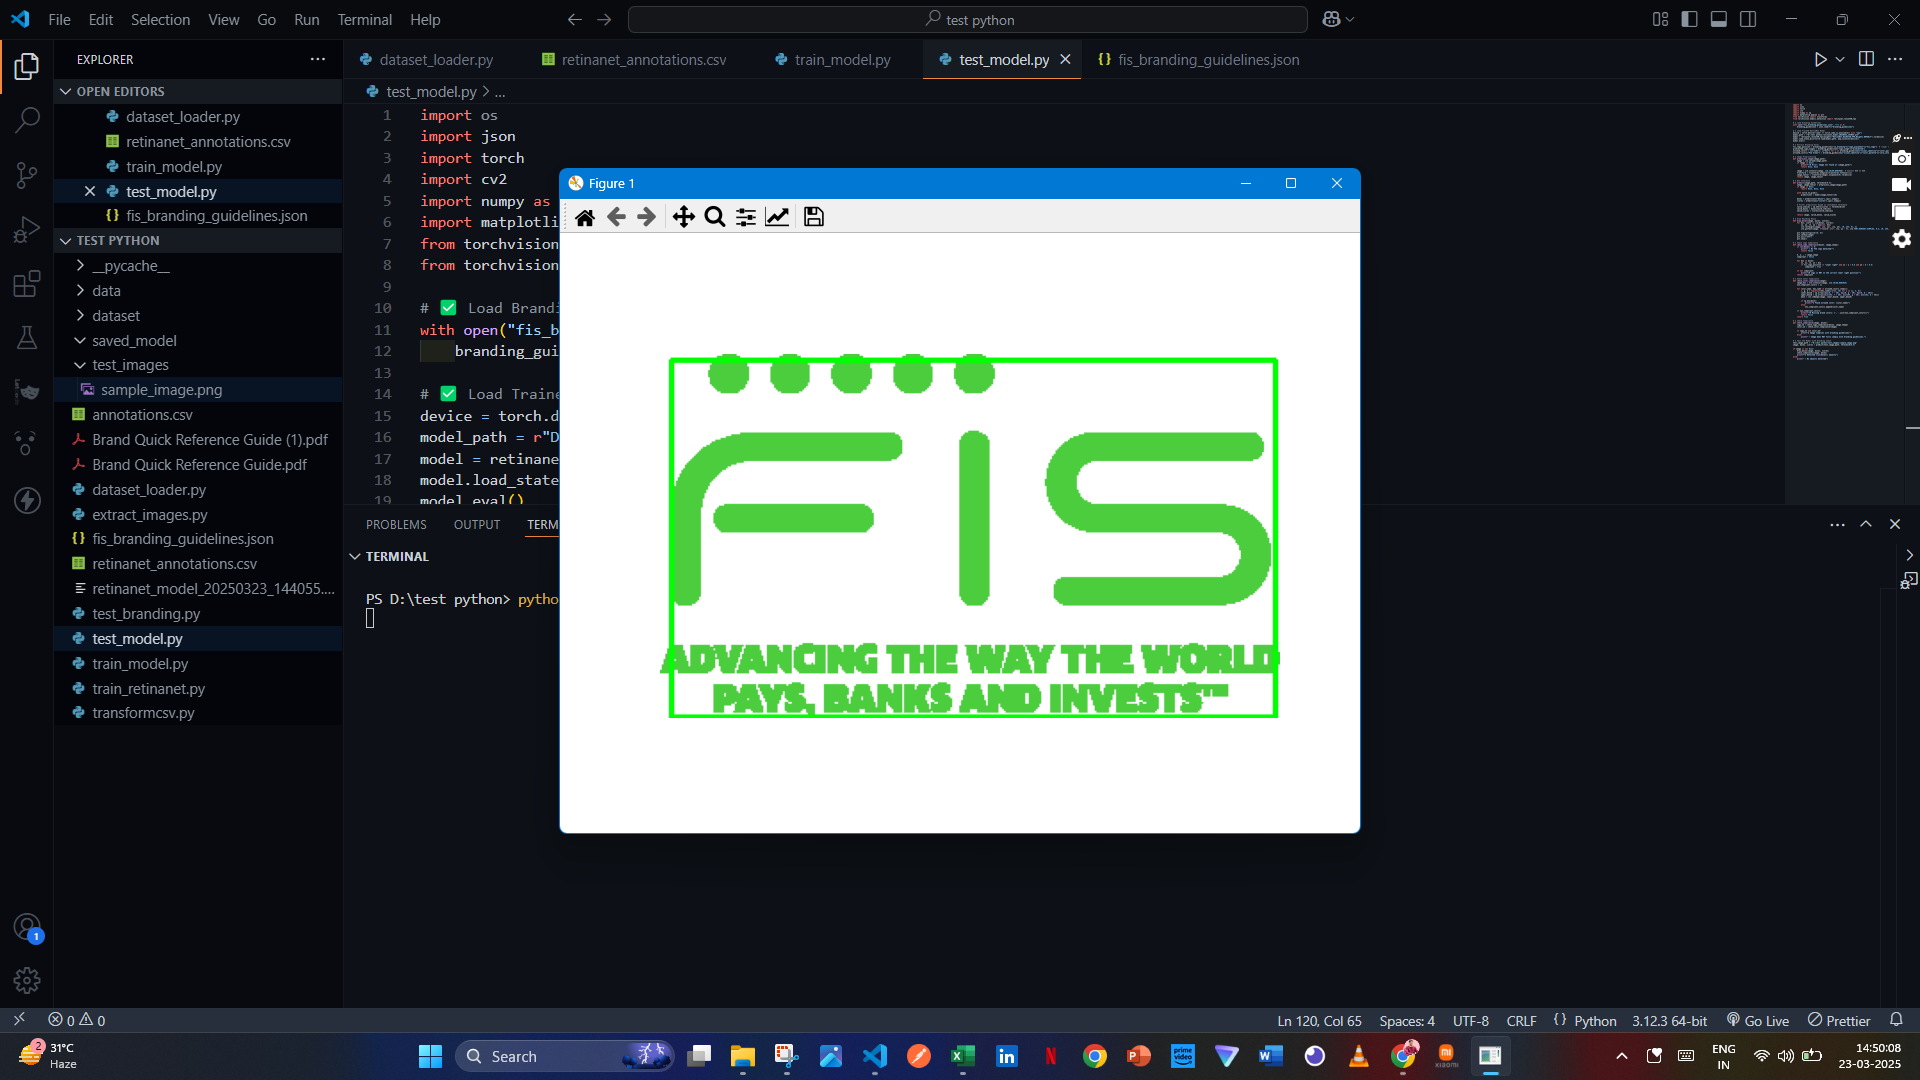 File Edit Selection View Go Run Terminal Help
test python
EXPLORER
OPEN EDITORS
dataset_loader.py
retinanet_annotations.csv
train_model.py
test_model.py
fis_branding_guidelines.json
TEST PYTHON
__pycache__
data
dataset
saved_model
test_images
sample_image.png
annotations.csv
Brand Quick Reference Guide (1).pdf
Brand Quick Reference Guide.pdf
dataset_loader.py
extract_images.py
fis_branding_guidelines.json
retinanet_annotations.csv
retinanet_model_20250323_144055....
test_branding.py
test_model.py
train_model.py
train_retinanet.py
transformcsv.py
dataset_loader.py retinanet_annotations.csv train_model.py test_model.py fis_branding_guidelines.json
test_model.py > ...
1 import os
2 import json
3 import torch
4 import cv2
5 import numpy as
6 import matplotli
7 from torchvision
8 from torchvision
9
10 # ✅ Load Brandi
11 with open("fis_b
12 branding_gui
13
14 # ✅ Load Traine
15 device = torch.d
16 model_path = r"D
17 model = retinane
18 model.load_state
19 model.eval()
Figure 1
FIS
ADVANCING THE WAY THE WORLD
PAYS, BANKS AND INVESTS™
PROBLEMS OUTPUT TERM
TERMINAL
PS D:\test python> pytho
1
0 0
Ln 120, Col 65 Spaces: 4 UTF-8 CRLF {} Python 3.12.3 64-bit Go Live Prettier
2
31°C
Haze
Search
prime video
xiaomi
ENG
IN
14:50:08
23-03-2025